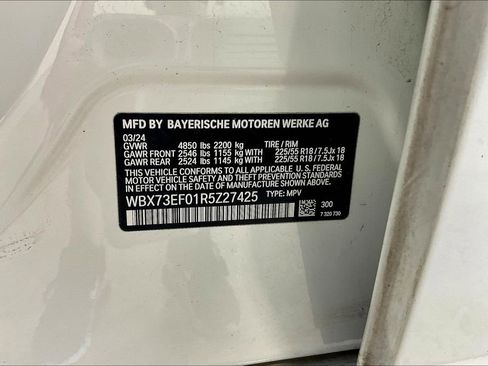 MFD BY BAYERISCHE MOTOREN WERKE AG
03/24
GVWR 4850 lbs 2200 kg TIRE / RIM
GAWR FRONT 2546 lbs 1155 kg WITH 225/55 R18/7.5Jx 18
GAWR REAR 2524 lbs 1145 kg WITH 225/55 R18/7.5Jx 18
THIS VEHICLE CONFORMS TO ALL APPLICABLE U. S. FEDERAL
MOTOR VEHICLE SAFETY AND THEFT PREVENTION STANDARDS
IN EFFECT ON THE DATE OF MANUFACTURE SHOWN ABOVE.
WBX73EF01R5Z27425 TYPE: MPV
300
7 320 730